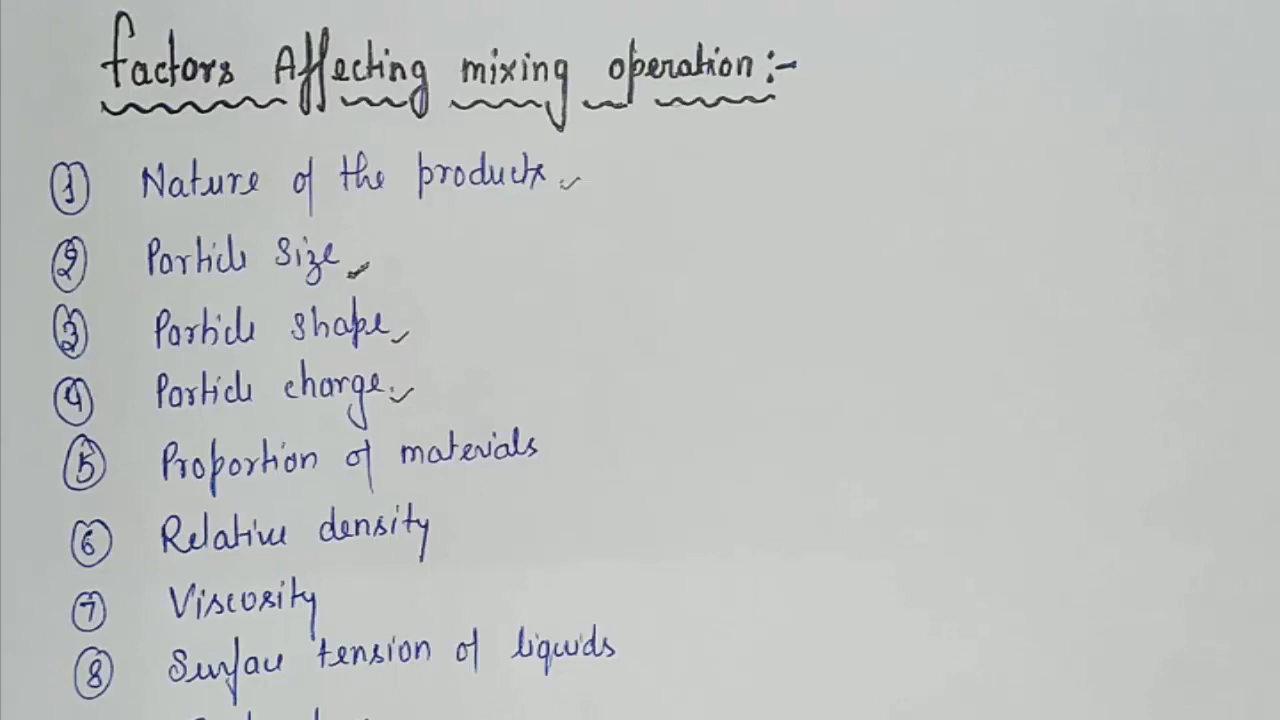 Factors Affecting mixing operation :-
① Nature of the products
② Particle size
③ Particle shape
④ Particle charge.
⑤ Proportion of materials
⑥ Relative density
⑦ Viscosity
⑧ Surface tension of liquids